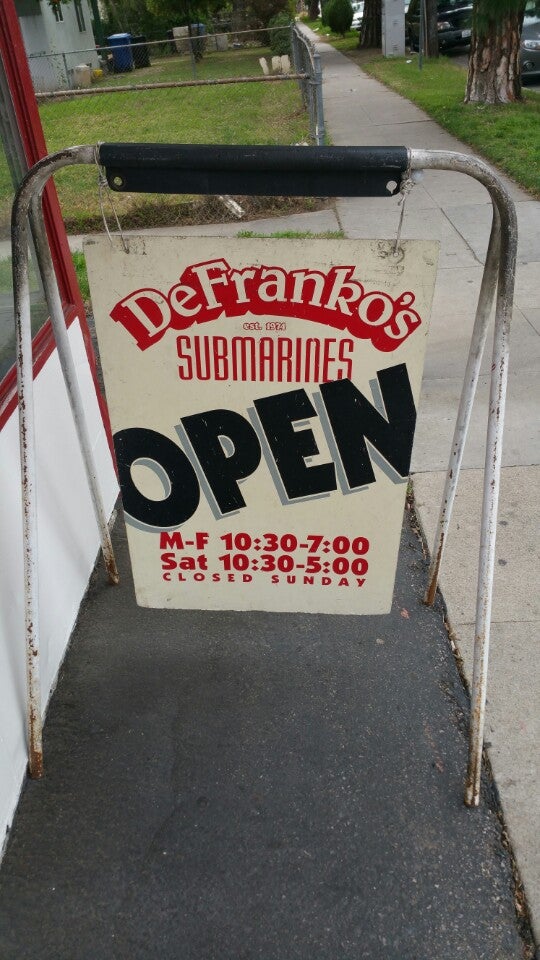 DeFranko's
est. 1974
SUBMARINES
OPEN
M-F 10:30-7:00
Sat 10:30-5:00
CLOSED SUNDAY